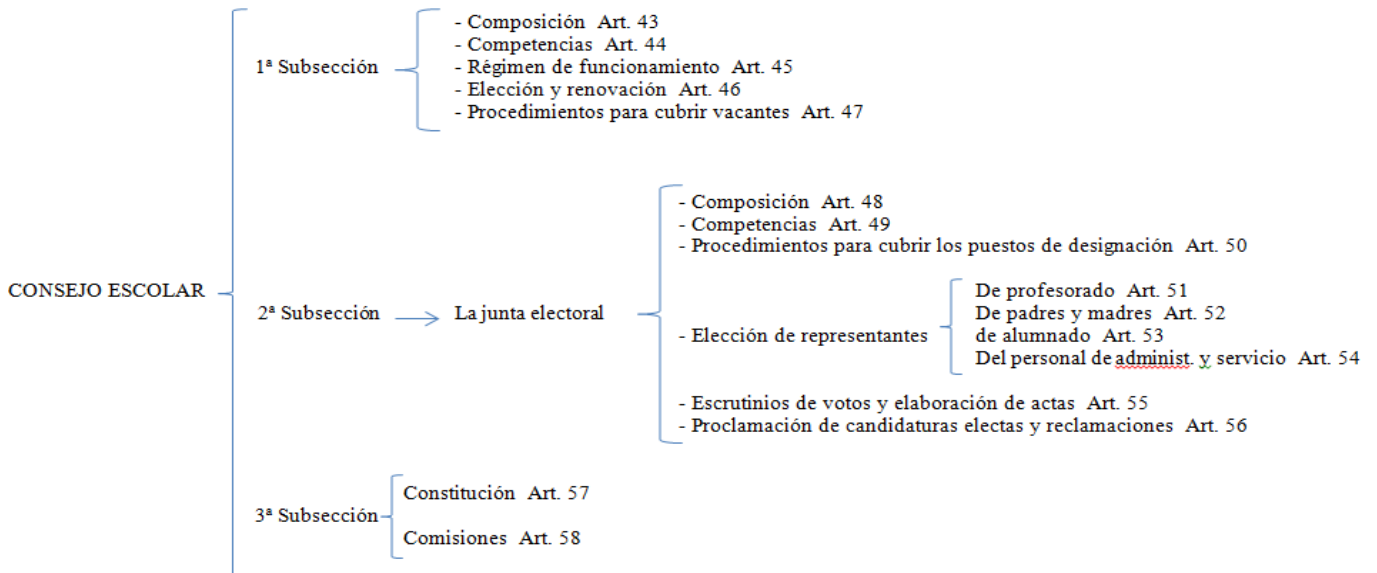 - Composición Art. 43
- Competencias Art. 44
1ª Subsección
- Régimen de funcionamiento Art. 45
- Elección y renovación Art. 46
- Procedimientos para cubrir vacantes Art. 47
- Composición Art. 48
- Competencias Art. 49
- Procedimientos para cubrir los puestos de designación Art. 50
CONSEJO ESCOLAR
2ª Subsección
La junta electoral
- Elección de representantes
De profesorado Art. 51
De padres y madres Art. 52
de alumnado Art. 53
Del personal de administ. y servicio Art. 54
- Escrutinios de votos y elaboración de actas Art. 55
- Proclamación de candidaturas electas y reclamaciones Art. 56
3ª Subsección
Constitución Art. 57
Comisiones Art. 58